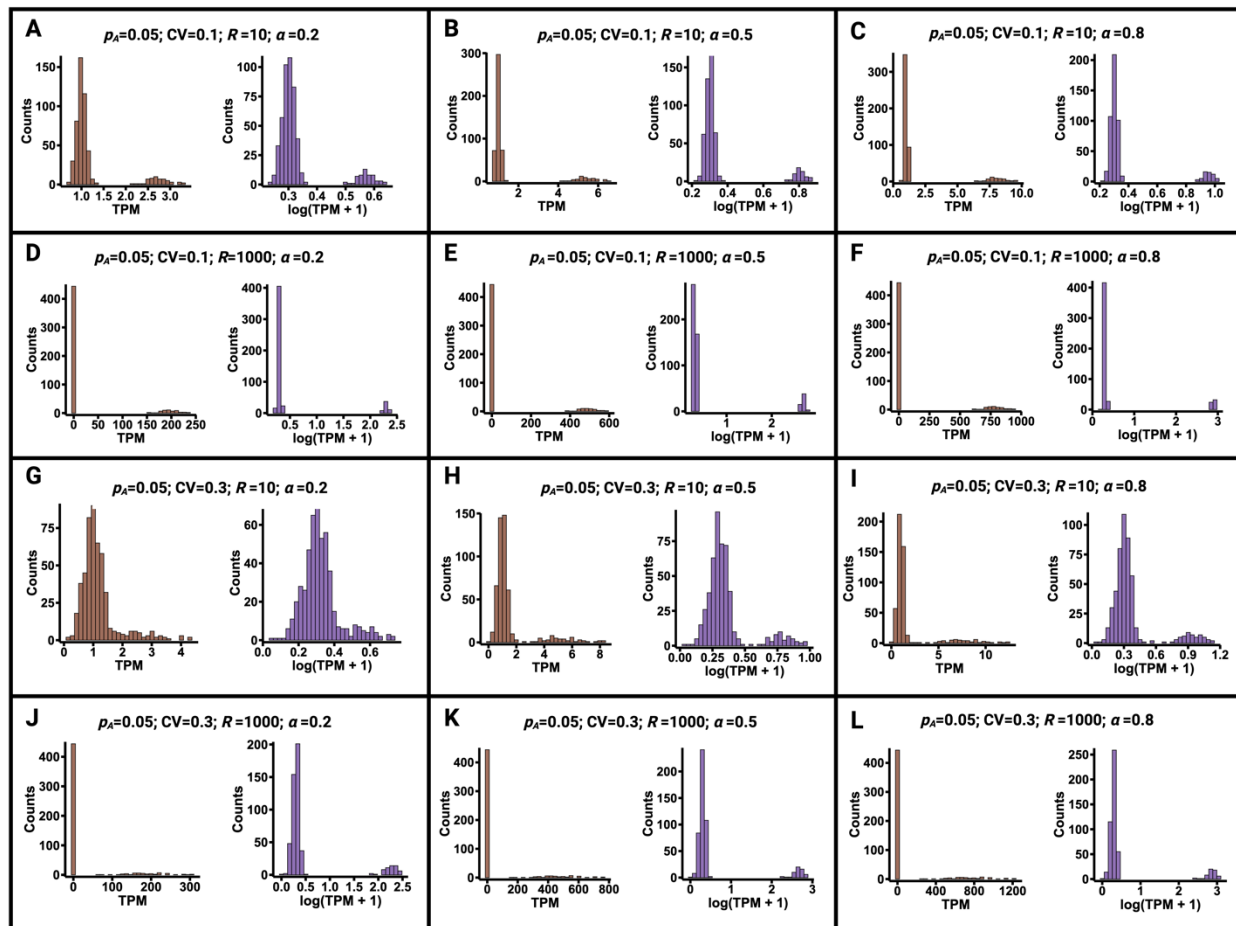 A
p_A=0.05; CV=0.1; R=10; α=0.2
Counts
150
100
50
0
1.0 1.5 2.0 2.5 3.0
TPM
Counts
100
75
50
25
0
0.3 0.4 0.5 0.6
log(TPM + 1)
B
p_A=0.05; CV=0.1; R=10; α=0.5
Counts
300
200
100
0
2 4 6
TPM
Counts
150
100
50
0
0.2 0.4 0.6 0.8
log(TPM + 1)
C
p_A=0.05; CV=0.1; R=10; α=0.8
Counts
300
200
100
0
0 2.5 5.0 7.5 10.0
TPM
Counts
200
150
100
50
0
0.2 0.4 0.6 0.8 1.0
log(TPM + 1)
D
p_A=0.05; CV=0.1; R=1000; α=0.2
Counts
400
300
200
100
0
0 50 100 150 200 250
TPM
Counts
400
300
200
100
0
0.5 1.0 1.5 2.0 2.5
log(TPM + 1)
E
p_A=0.05; CV=0.1; R=1000; α=0.5
Counts
400
300
200
100
0
0 200 400 600
TPM
Counts
200
100
0
1 2
log(TPM + 1)
F
p_A=0.05; CV=0.1; R=1000; α=0.8
Counts
400
300
200
100
0
0 250 500 750 1000
TPM
Counts
400
300
200
100
0
0 1 2 3
log(TPM + 1)
G
p_A=0.05; CV=0.3; R=10; α=0.2
Counts
75
50
25
0
0 1 2 3 4
TPM
Counts
60
40
20
0
0.0 0.2 0.4 0.6
log(TPM + 1)
H
p_A=0.05; CV=0.3; R=10; α=0.5
Counts
150
100
50
0
0 2 4 6 8
TPM
Counts
75
50
25
0
0.00 0.25 0.50 0.75 1.00
log(TPM + 1)
I
p_A=0.05; CV=0.3; R=10; α=0.8
Counts
200
150
100
50
0
0 5 10
TPM
Counts
100
75
50
25
0
0.0 0.3 0.6 0.9 1.2
log(TPM + 1)
J
p_A=0.05; CV=0.3; R=1000; α=0.2
Counts
400
300
200
100
0
0 100 200 300
TPM
Counts
200
150
100
50
0
0.0 0.5 1.0 1.5 2.0 2.5
log(TPM + 1)
K
p_A=0.05; CV=0.3; R=1000; α=0.5
Counts
400
300
200
100
0
0 200 400 600 800
TPM
Counts
200
150
100
50
0
0 1 2 3
log(TPM + 1)
L
p_A=0.05; CV=0.3; R=1000; α=0.8
Counts
400
300
200
100
0
0 400 800 1200
TPM
Counts
250
200
150
100
50
0
0 1 2 3
log(TPM + 1)